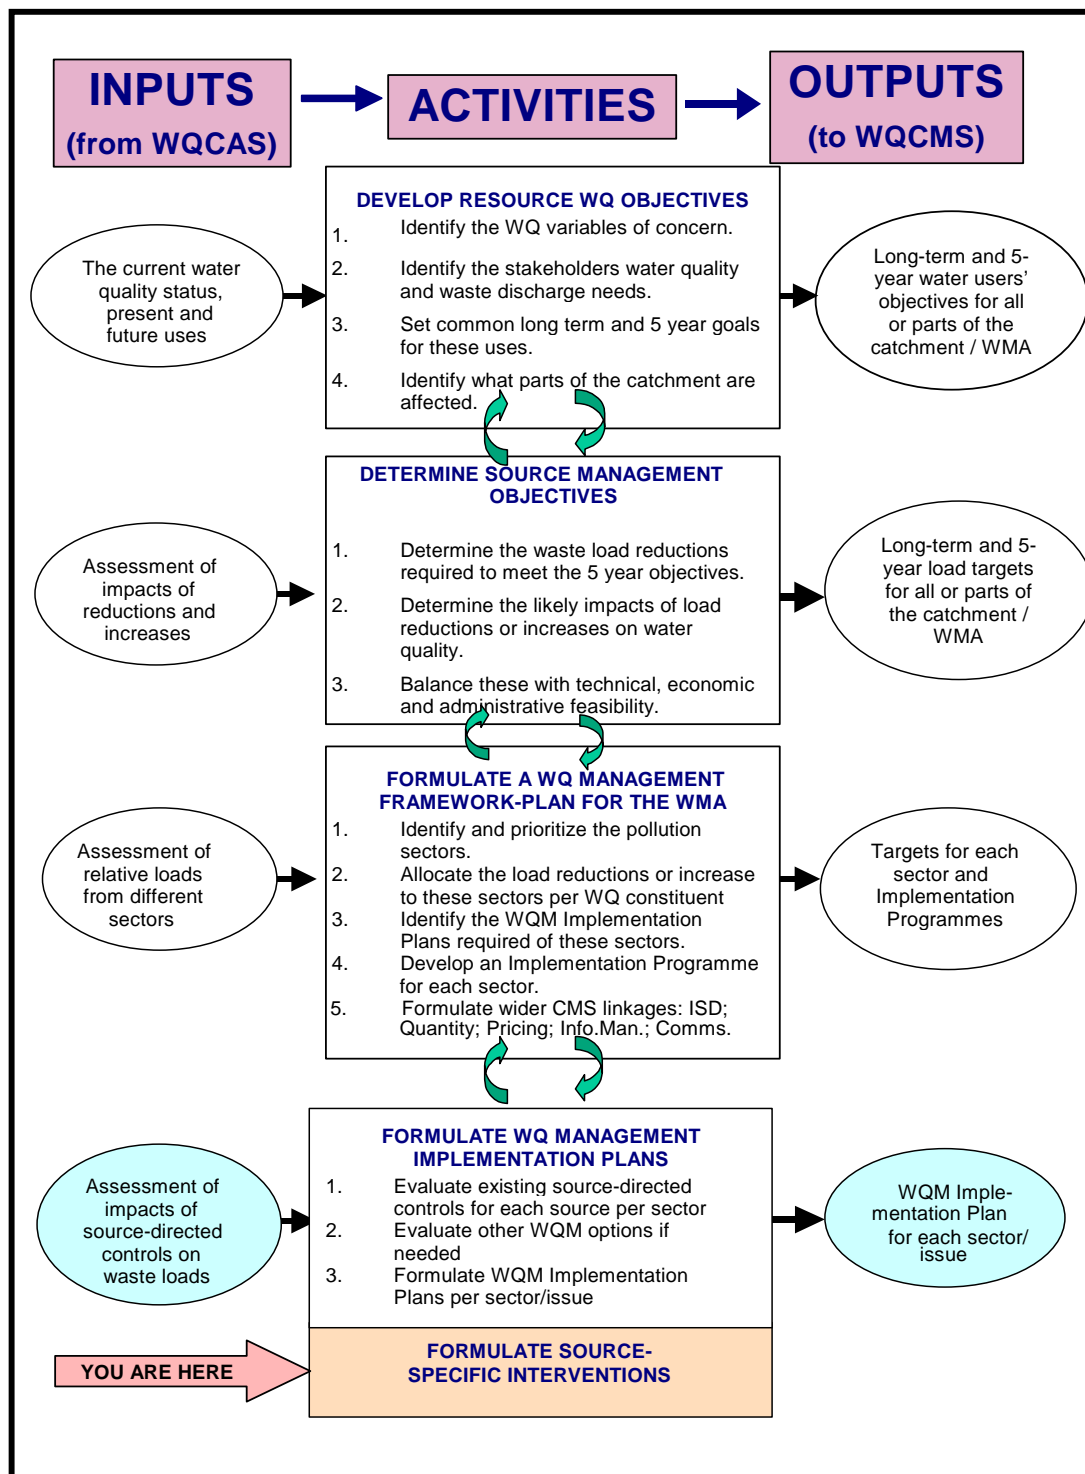 INPUTS
(from WQCAS)
ACTIVITIES
OUTPUTS
(to WQCMS)
The current water
quality status,
present and
future uses
DEVELOP RESOURCE WQ OBJECTIVES
1. Identify the WQ variables of concern.
2. Identify the stakeholders water quality
and waste discharge needs.
3. Set common long term and 5 year goals
for these uses.
4. Identify what parts of the catchment are
affected.
Long-term and 5-
year water users’
objectives for all
or parts of the
catchment / WMA
Assessment of
impacts of
reductions and
increases
DETERMINE SOURCE MANAGEMENT
OBJECTIVES
1. Determine the waste load reductions
required to meet the 5 year objectives.
2. Determine the likely impacts of load
reductions or increases on water
quality.
3. Balance these with technical, economic
and administrative feasibility.
Long-term and 5-
year load targets
for all or parts of
the catchment /
WMA
Assessment of
relative loads
from different
sectors
FORMULATE A WQ MANAGEMENT
FRAMEWORK-PLAN FOR THE WMA
1. Identify and prioritize the pollution
sectors.
2. Allocate the load reductions or increase
to these sectors per WQ constituent
3. Identify the WQM Implementation
Plans required of these sectors.
4. Develop an Implementation Programme
for each sector.
5. Formulate wider CMS linkages: ISD;
Quantity; Pricing; Info.Man.; Comms.
Targets for each
sector and
Implementation
Programmes
Assessment of
impacts of
source-directed
controls on
waste loads
FORMULATE WQ MANAGEMENT
IMPLEMENTATION PLANS
1. Evaluate existing source-directed
controls for each source per sector
2. Evaluate other WQM options if
needed
3. Formulate WQM Implementation
Plans per sector/issue
WQM Imple-
mentation Plan
for each sector/
issue
YOU ARE HERE
FORMULATE SOURCE-
SPECIFIC INTERVENTIONS